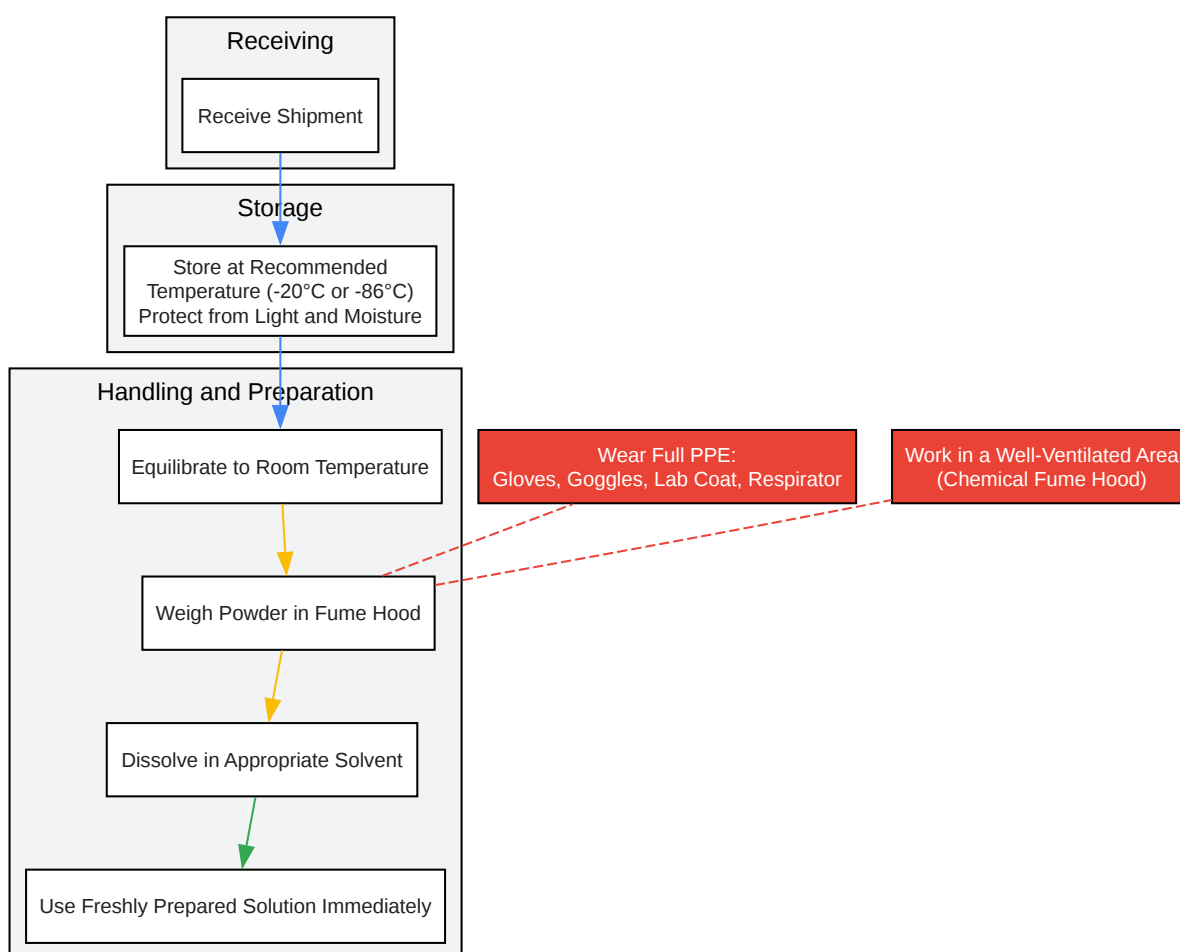 Receiving
Receive Shipment
Storage
Store at Recommended
Temperature (-20°C or -86°C)
Protect from Light and Moisture
Handling and Preparation
Equilibrate to Room Temperature
Wear Full PPE:
Gloves, Goggles, Lab Coat, Respirator
Work in a Well-Ventilated Area
(Chemical Fume Hood)
Weigh Powder in Fume Hood
Dissolve in Appropriate Solvent
Use Freshly Prepared Solution Immediately